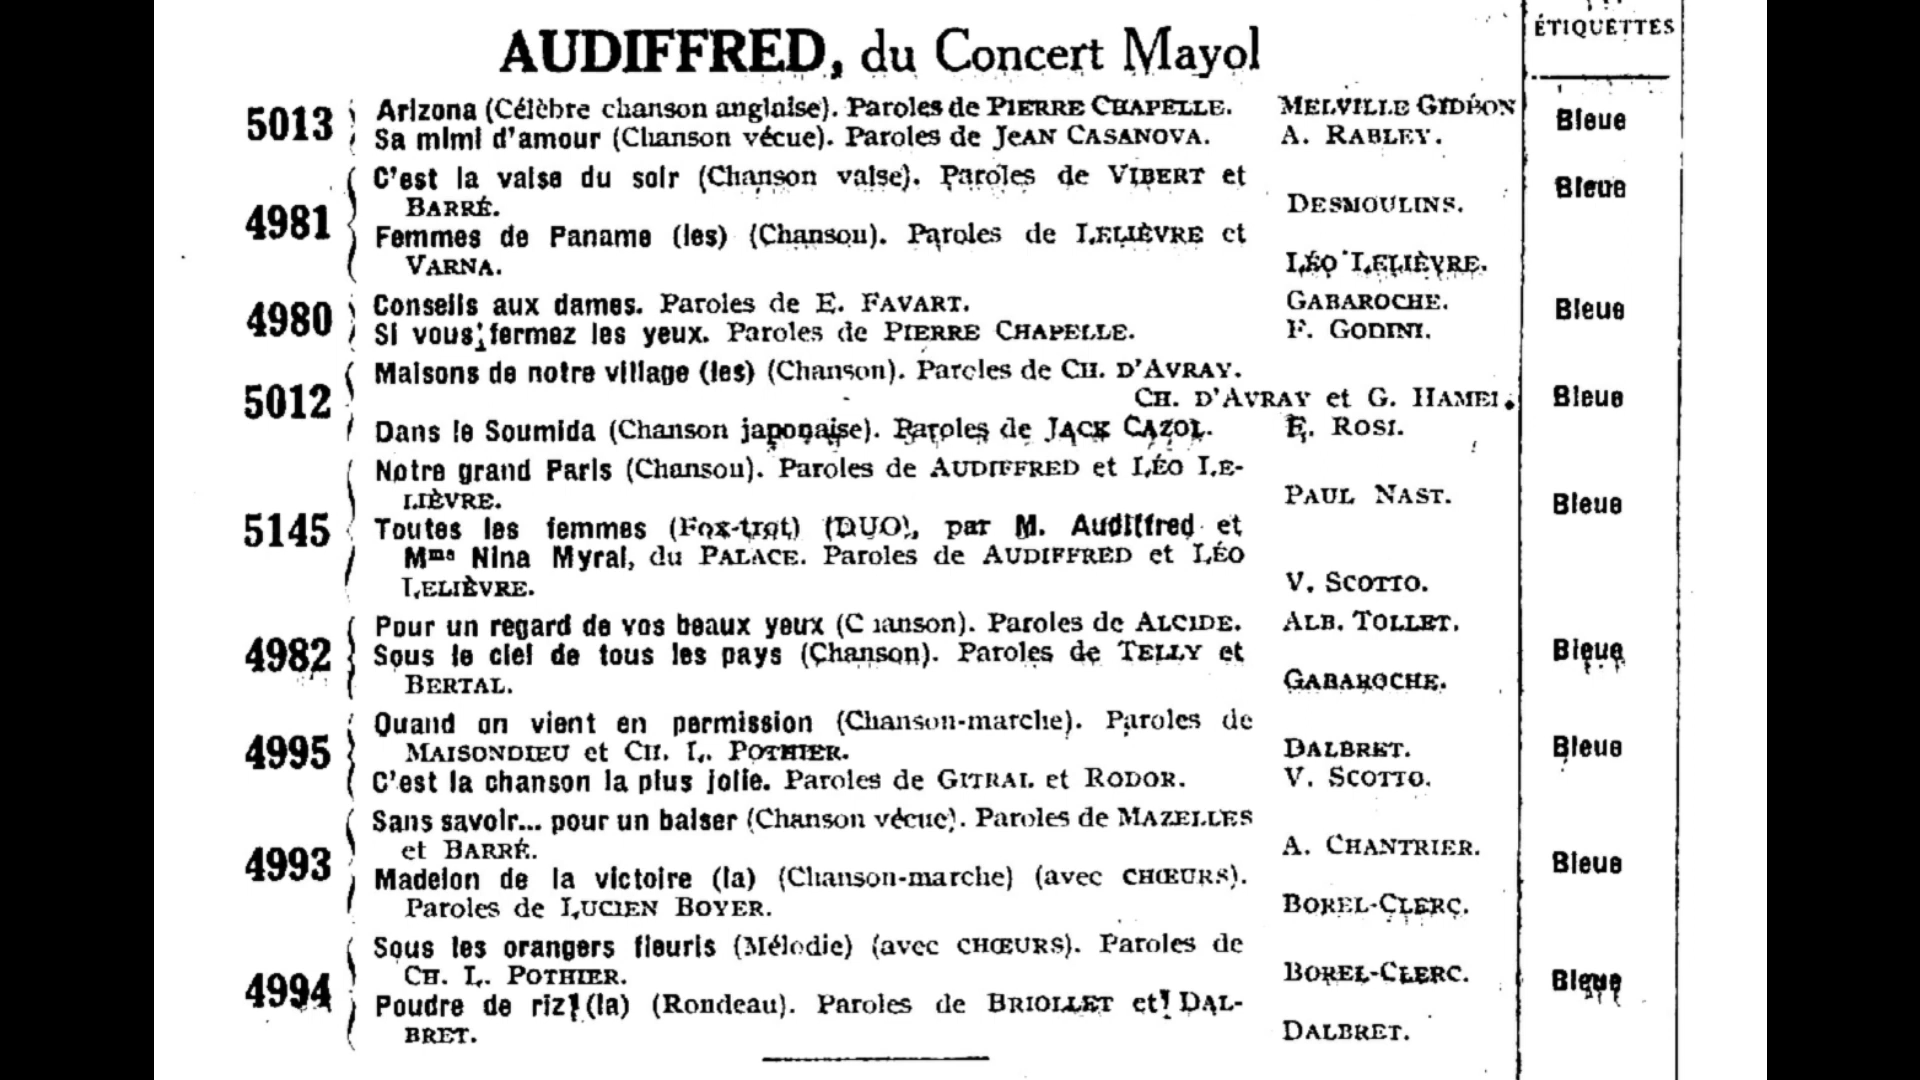 ÉTIQUETTES
AUDIFFRED, du Concert Mayol
5013
Arizona (Célèbre chanson anglaise). Paroles de PIERRE CHAPELLE. MELVILLE GIDÉON Bleue
Sa mimi d'amour (Chanson vécue). Paroles de JEAN CASANOVA. A. RABLEY.
4981
C'est la valse du soir (Chanson valse). Paroles de VIBERT et Bleue
BARRÉ. DESMOULINS.
Femmes de Paname (les) (Chanson). Paroles de LELIÈVRE et
VARNA. LÉO LELIÈVRE.
4980
Conseils aux dames. Paroles de E. FAVART. GABAROCHE. Bleue
Si vous fermez les yeux. Paroles de PIERRE CHAPELLE. F. GODINI.
5012
Maisons de notre village (les) (Chanson). Paroles de CH. D'AVRAY.
CH. D'AVRAY et G. HAMEL. Bleue
Dans le Soumida (Chanson japonaise). Paroles de JACK CAZOL. E. ROSI.
5145
Notre grand Paris (Chanson). Paroles de AUDIFFRED et LÉO LE-
LIÈVRE. PAUL NAST. Bleue
Toutes les femmes (Fox-trot) (DUO), par M. Audiffred et
Mme Nina Myral, du PALACE. Paroles de AUDIFFRED et LÉO
LELIÈVRE. V. SCOTTO.
4982
Pour un regard de vos beaux yeux (Chanson). Paroles de ALCIDE. ALB. TOLLET.
Sous le ciel de tous les pays (Chanson). Paroles de TELLY et Bleue
BERTAL. GABAROCHE.
4995
Quand on vient en permission (Chanson-marche). Paroles de
MAISONDIEU et CH. L. POTHIER. DALBRET. Bleue
C'est la chanson la plus jolie. Paroles de GITRAL et RODOR. V. SCOTTO.
4993
Sans savoir... pour un baiser (Chanson vécue). Paroles de MAZELLES
et BARRÉ. A. CHANTRIER. Bleue
Madelon de la victoire (la) (Chanson-marche) (avec CHŒURS).
Paroles de LUCIEN BOYER. BOREL-CLERC.
4994
Sous les orangers fleuris (Mélodie) (avec CHŒURS). Paroles de
CH. L. POTHIER. BOREL-CLERC. Bleue
Poudre de riz (la) (Rondeau). Paroles de BRIOLLET et DAL-
BRET. DALBRET.